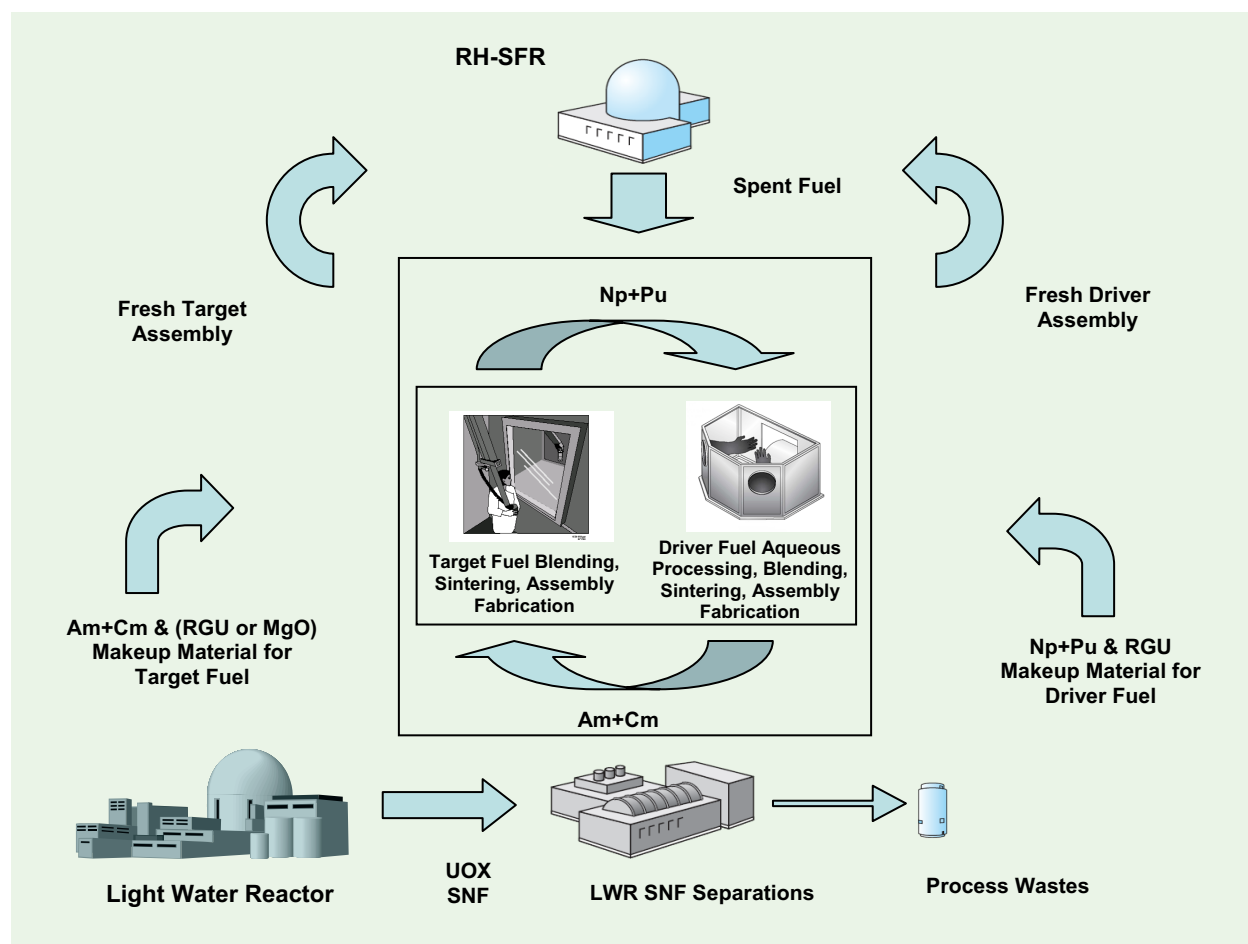 RH-SFR
Spent Fuel
Fresh Target
Assembly
Np+Pu
Fresh Driver
Assembly
Target Fuel Blending,
Sintering, Assembly
Fabrication
Driver Fuel Aqueous
Processing, Blending,
Sintering, Assembly
Fabrication
Am+Cm & (RGU or MgO)
Makeup Material for
Target Fuel
Np+Pu & RGU
Makeup Material for
Driver Fuel
Am+Cm
Light Water Reactor
UOX
SNF
LWR SNF Separations
Process Wastes